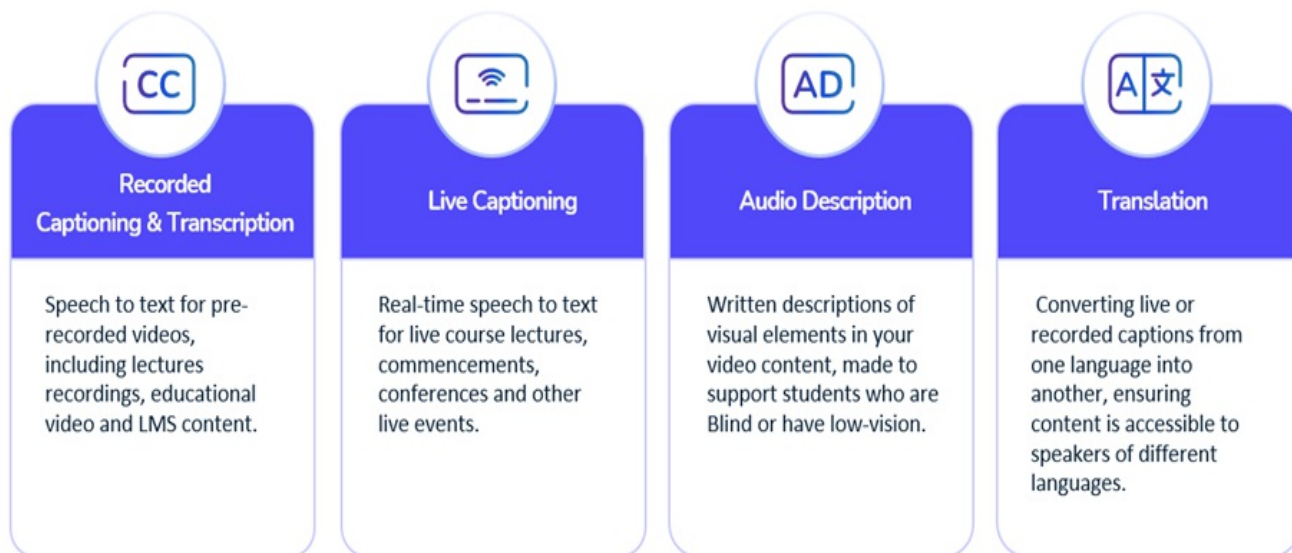 CC
Recorded
Captioning & Transcription
Speech to text for pre-
recorded videos,
including lectures
recordings, educational
video and LMS content.
Live Captioning
Real-time speech to text
for live course lectures,
commencements,
conferences and other
live events.
AD
Audio Description
Written descriptions of
visual elements in your
video content, made to
support students who are
Blind or have low-vision.
A 文
Translation
Converting live or
recorded captions from
one language into
another, ensuring
content is accessible to
speakers of different
languages.